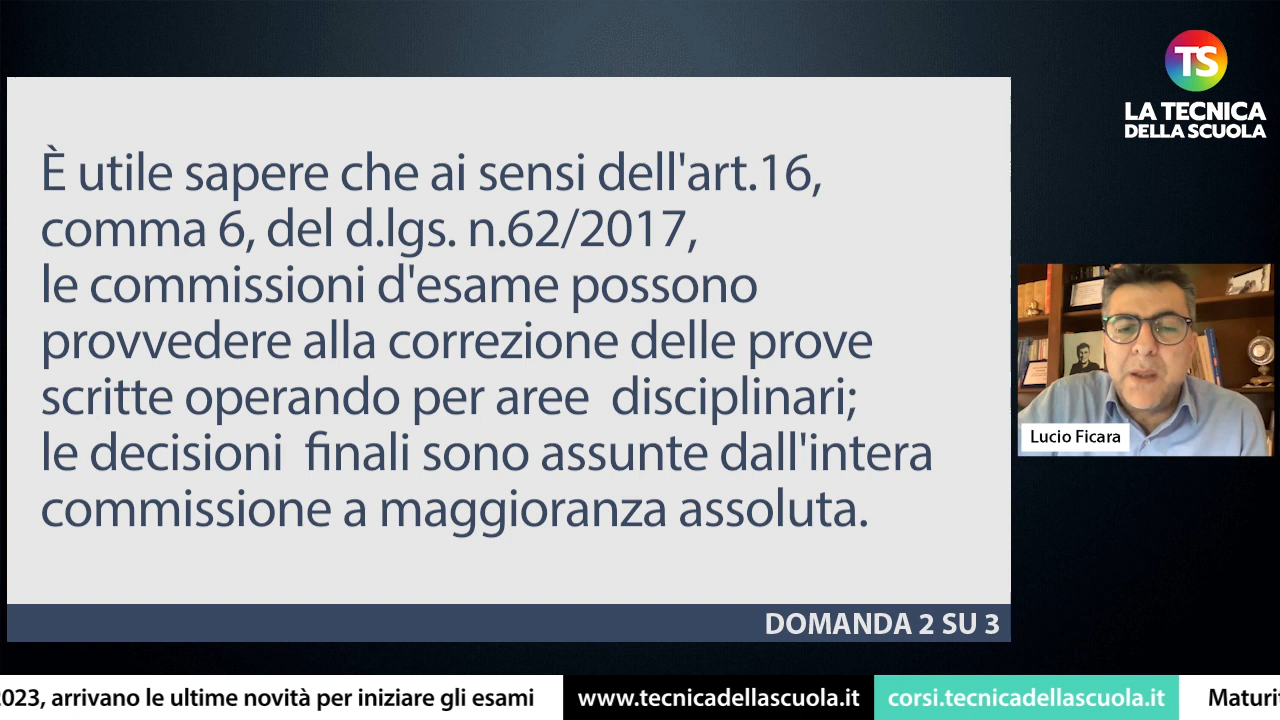 TS
LA TECNICA
DELLA SCUOLA
È utile sapere che ai sensi dell'art.16,
comma 6, del d.lgs. n.62/2017,
le commissioni d'esame possono
provvedere alla correzione delle prove
scritte operando per aree disciplinari;
le decisioni finali sono assunte dall'intera
commissione a maggioranza assoluta.
DOMANDA 2 SU 3
Lucio Ficara
2023, arrivano le ultime novità per iniziare gli esami
www.tecnicadellascuola.it
corsi.tecnicadellascuola.it